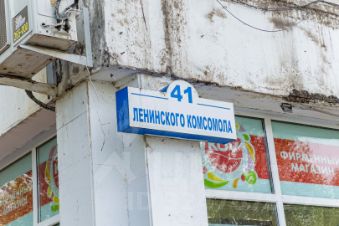 41
ЛЕНИНСКОГО КОМСОМОЛА
ФИРМЕННЫЙ
МАГАЗИН